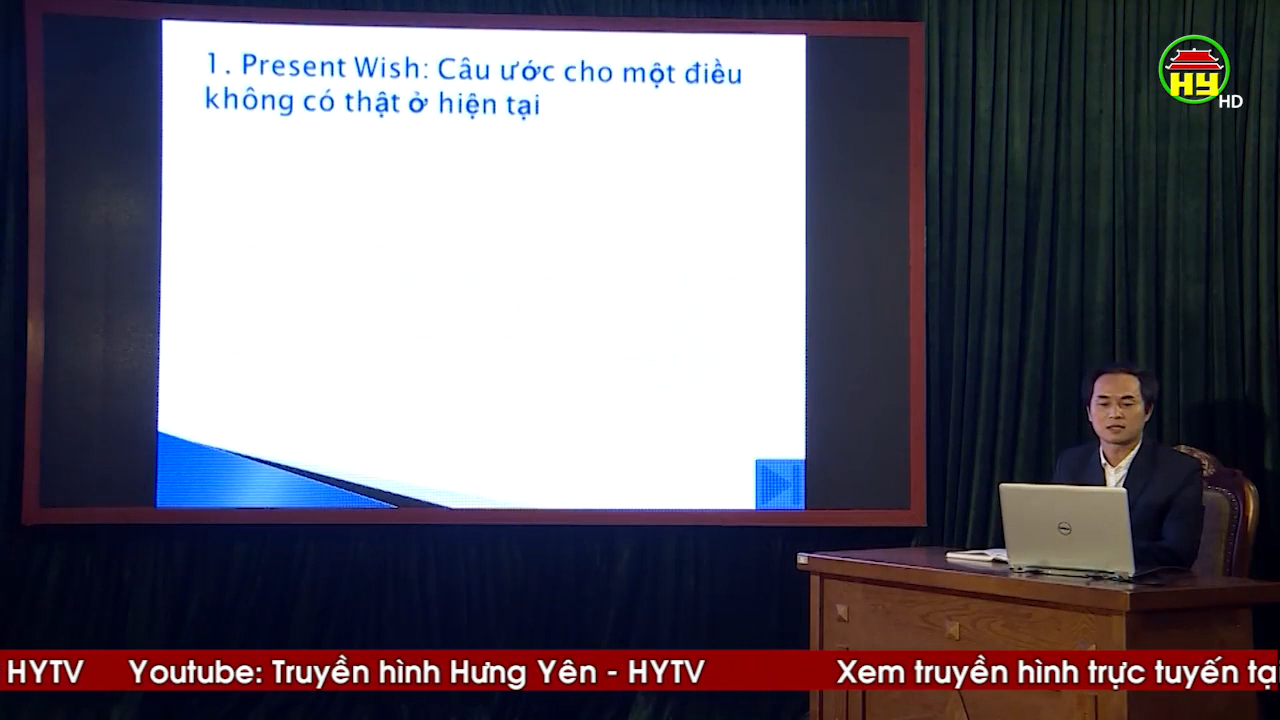 1. Present Wish: Câu ước cho một điều
không có thật ở hiện tại
HY
HD
DELL
HYTV Youtube: Truyền hình Hưng Yên - HYTV Xem truyền hình trực tuyến tạ